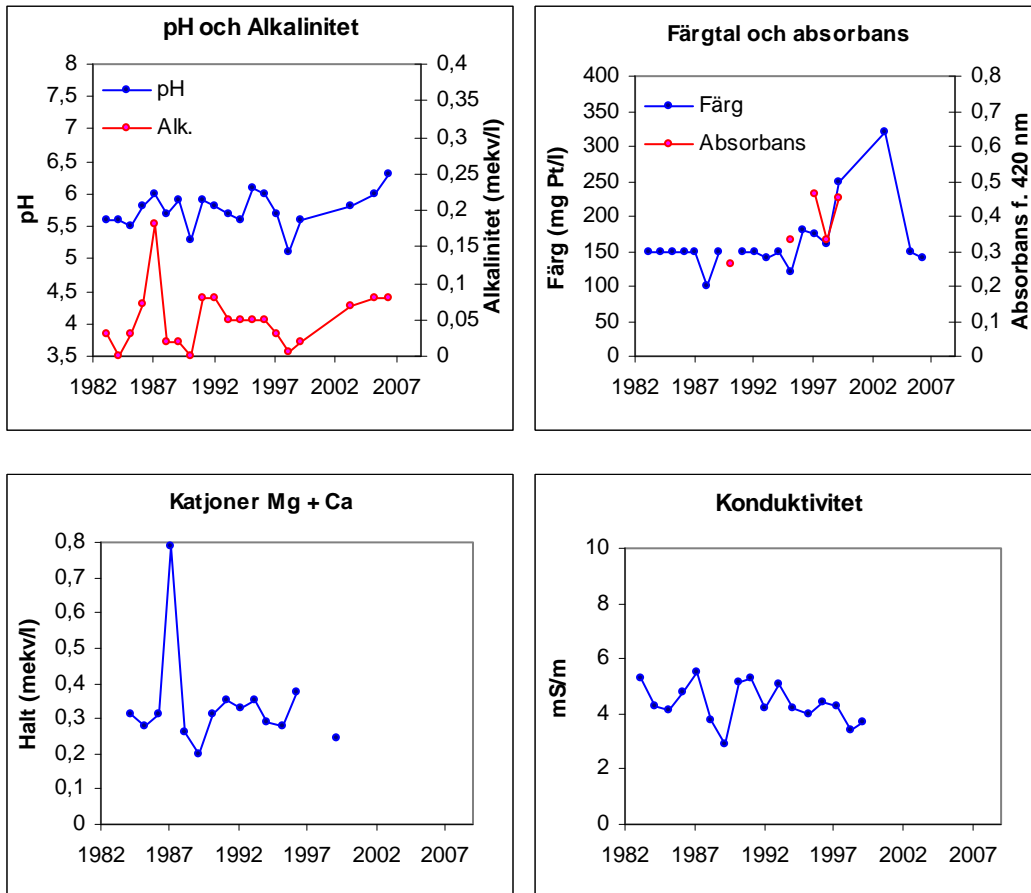 pH och Alkalinitet
8
7,5
7
6,5
6
5,5
5
4,5
4
3,5
pH
0,4
0,35
0,3
0,25
0,2
0,15
0,1
0,05
0
Alkalinitet (mekv/l)
pH
Alk.
1982 1987 1992 1997 2002 2007
Färgtal och absorbans
400
350
300
250
200
150
100
50
0
Färg (mg Pt/l)
0,8
0,7
0,6
0,5
0,4
0,3
0,2
0,1
0
Absorbans f. 420 nm
Färg
Absorbans
1982 1987 1992 1997 2002 2007
Katjoner Mg + Ca
0,8
0,7
0,6
0,5
0,4
0,3
0,2
0,1
0
Halt (mekv/l)
1982 1987 1992 1997 2002 2007
Konduktivitet
10
8
6
4
2
0
mS/m
1982 1987 1992 1997 2002 2007